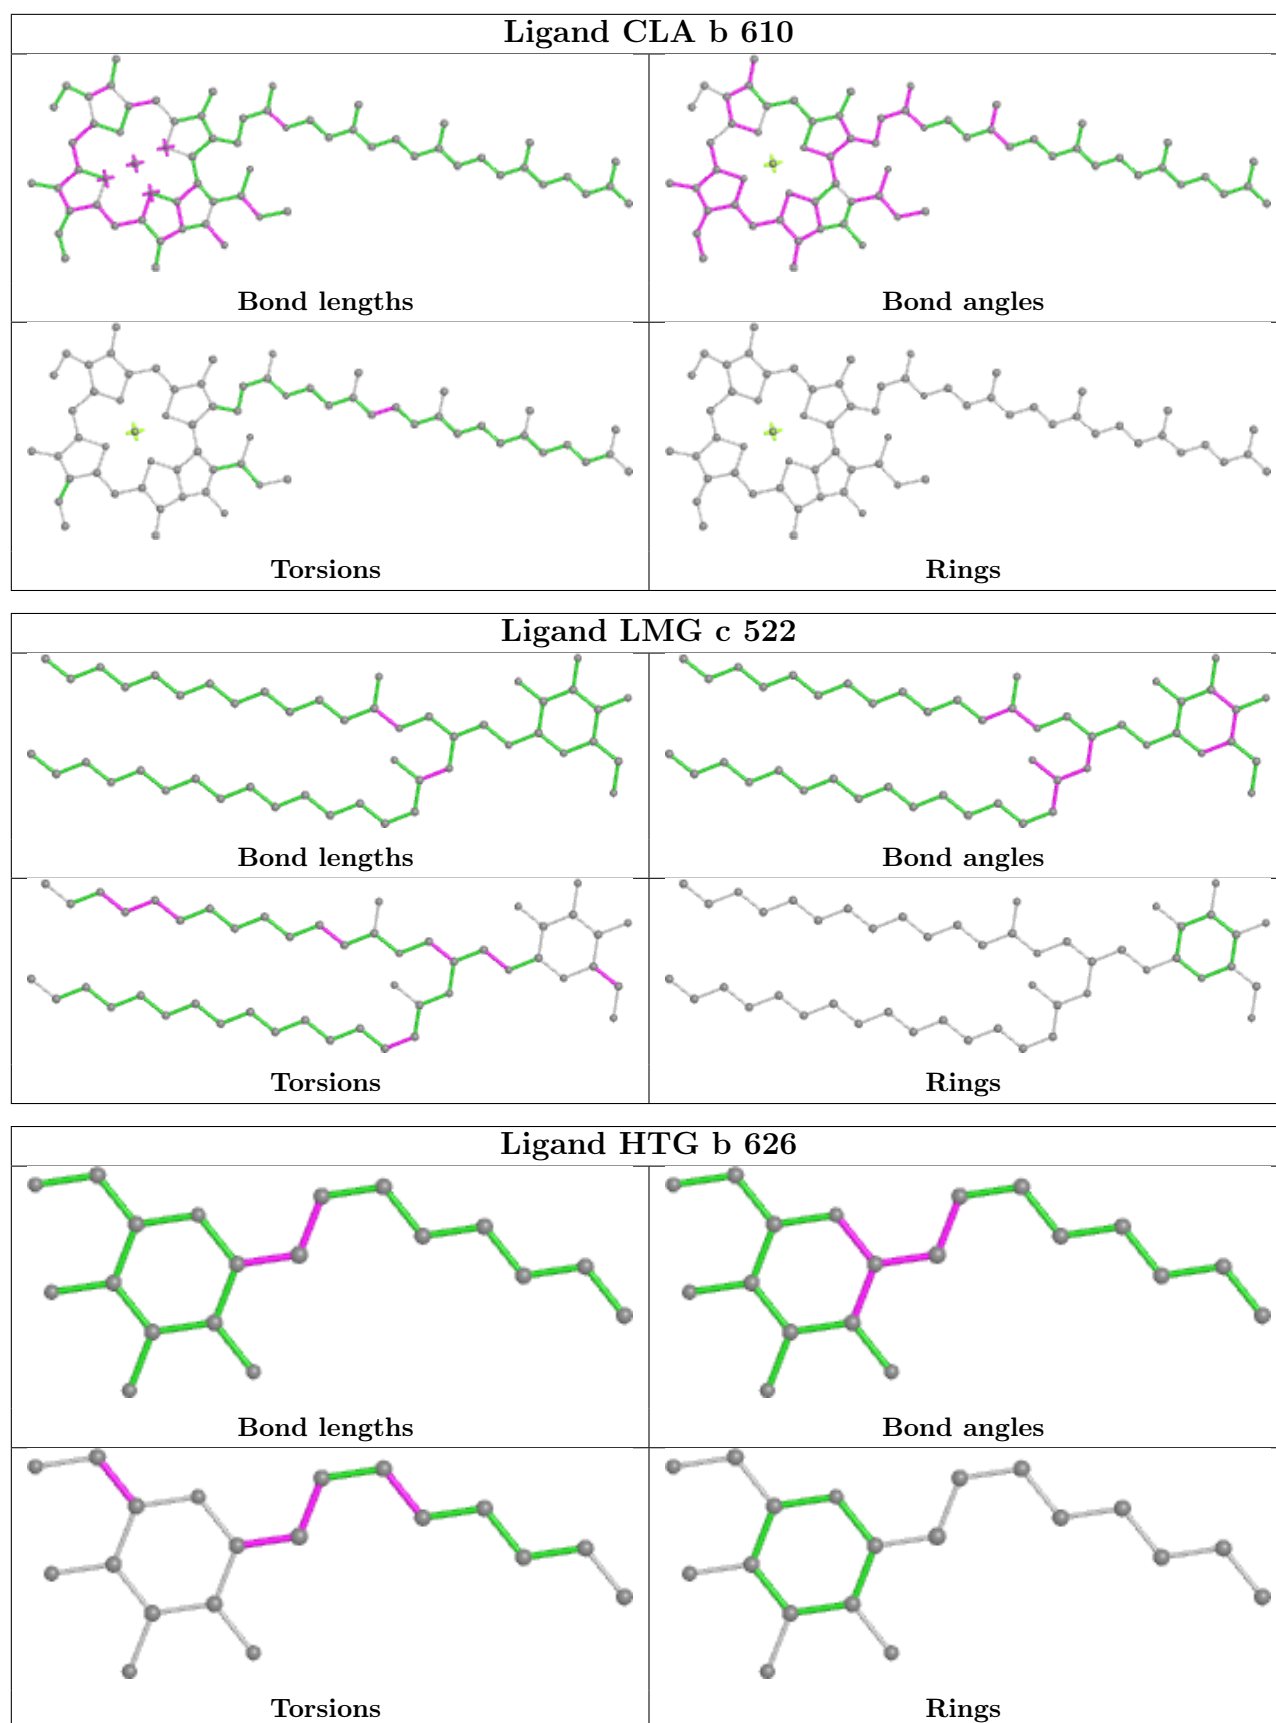 Ligand CLA b 610
Bond lengths
Bond angles
Torsions
Rings
Ligand LMG c 522
Bond lengths
Bond angles
Torsions
Rings
Ligand HTG b 626
Bond lengths
Bond angles
Torsions
Rings